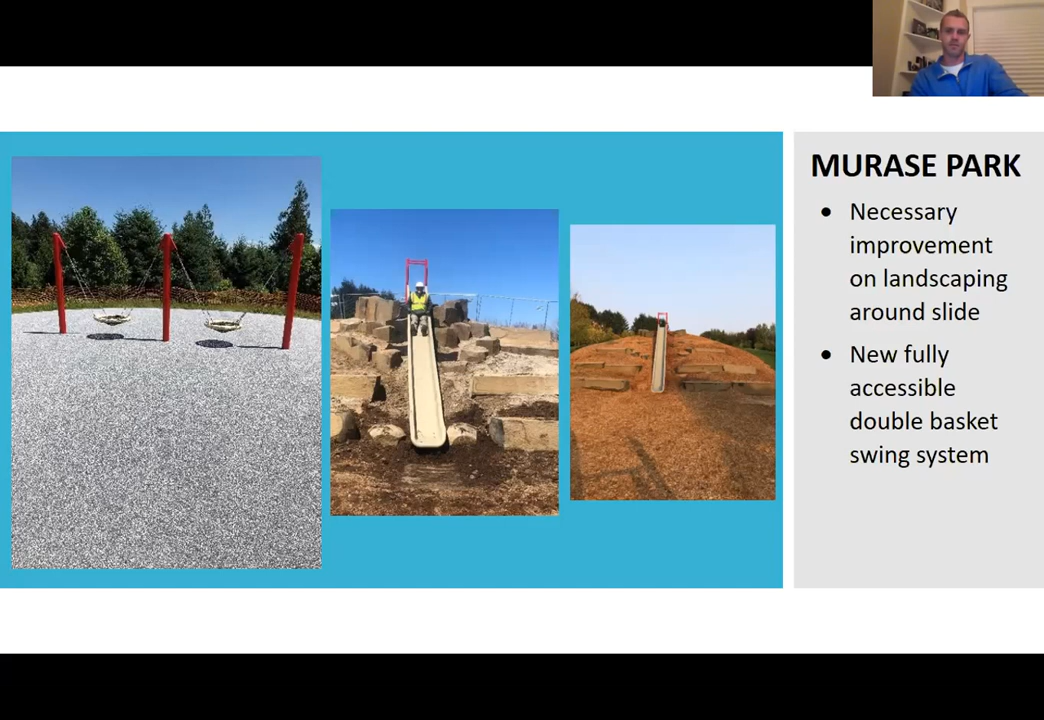 MURASE PARK
• Necessary
improvement
on landscaping
around slide
• New fully
accessible
double basket
swing system